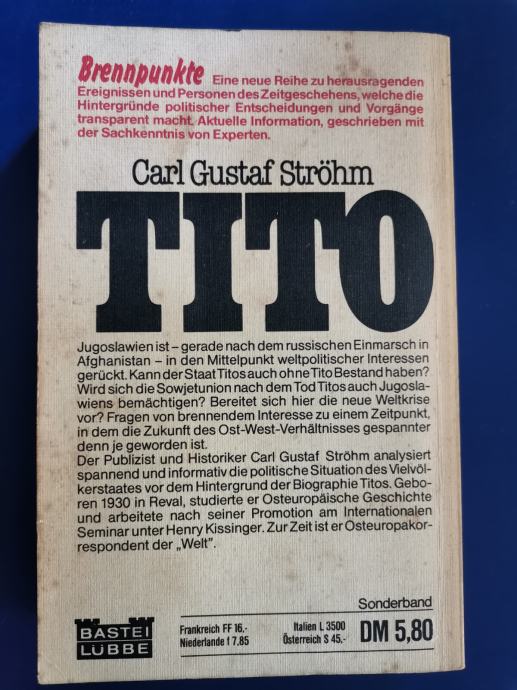 Brennpunkte Eine neue Reihe zu herausragenden
Ereignissen und Personen des Zeitgeschehens, welche die
Hintergründe politischer Entscheidungen und Vorgänge
transparent macht. Aktuelle Information, geschrieben mit
der Sachkenntnis von Experten.
Carl Gustaf Ströhm
TITO
Jugoslawien ist – gerade nach dem russischen Einmarsch in
Afghanistan – in den Mittelpunkt weltpolitischer Interessen
gerückt. Kann der Staat Titos auch ohne Tito Bestand haben?
Wird sich die Sowjetunion nach dem Tod Titos auch Jugosla-
wiens bemächtigen? Bereitet sich hier die neue Weltkrise
vor? Fragen von brennendem Interesse zu einem Zeitpunkt,
in dem die Zukunft des Ost-West-Verhältnisses gespannter
denn je geworden ist.
Der Publizist und Historiker Carl Gustaf Ströhm analysiert
spannend und informativ die politische Situation des Vielvöl-
kerstaates vor dem Hintergrund der Biographie Titos. Gebo-
ren 1930 in Reval, studierte er Osteuropäische Geschichte
und arbeitete nach seiner Promotion am Internationalen
Seminar unter Henry Kissinger. Zur Zeit ist er Osteuropakor-
respondent der „Welt".
Sonderband
BASTEI
LÜBBE
Frankreich FF 16,-
Niederlande f 7.85
Italien L 3500
Österreich S 45,-
DM 5,80